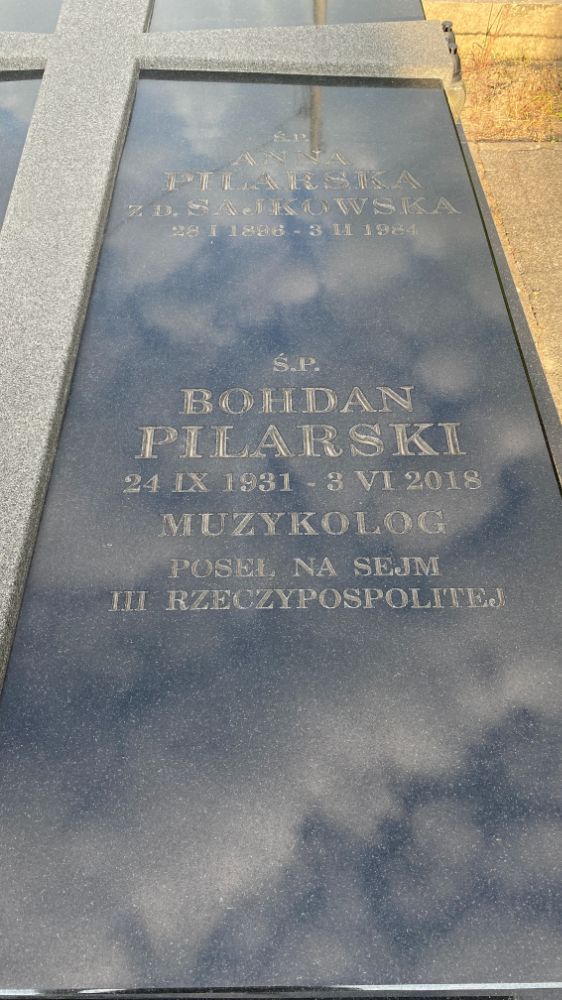 Ś.P.
ANNA
PILARSKA
Z D. SAJKOWSKA
28 I 1896 - 3 II 1984
Ś.P.
BOHDAN
PILARSKI
24 IX 1931 - 3 VI 2018
MUZYKOLOG
POSEŁ NA SEJM
III RZECZYPOSPOLITEJ